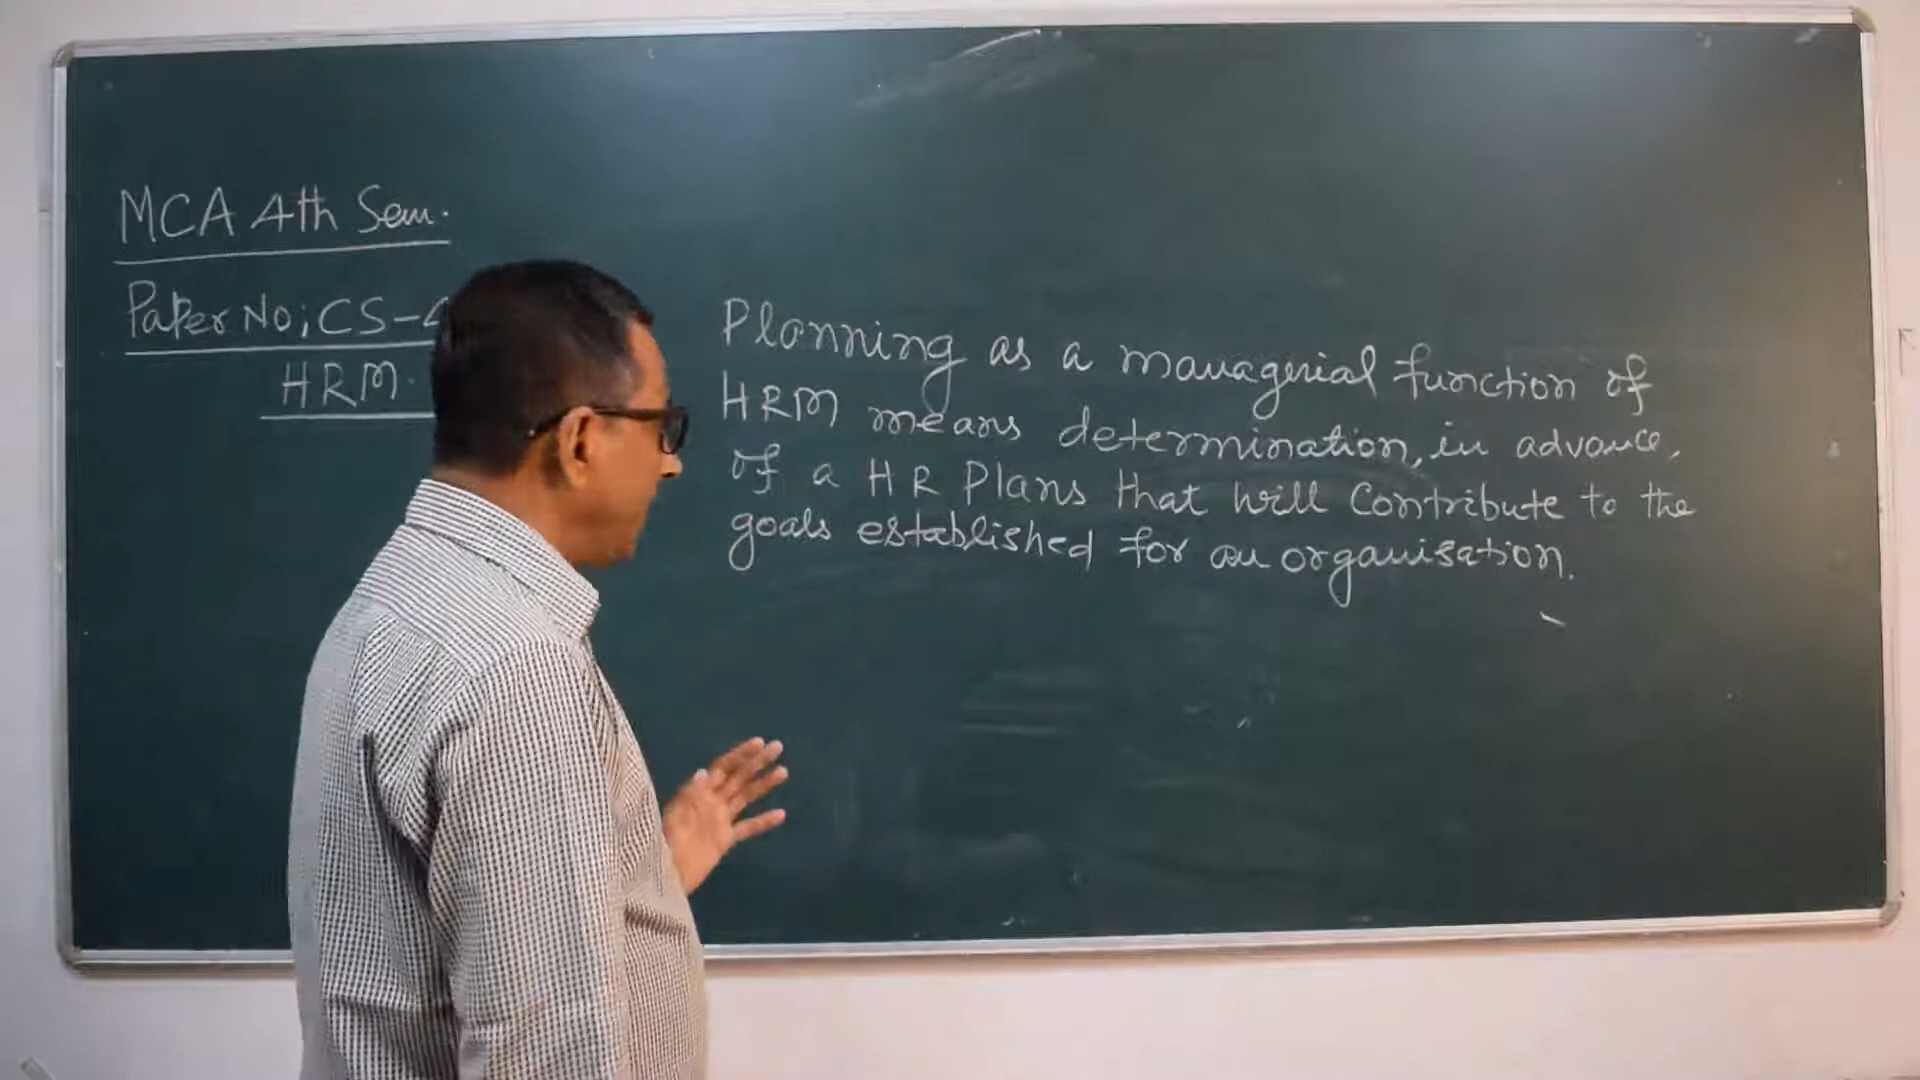 MCA 4th Sem.
Paper No; CS-4
HRM.
Planning as a managerial function of
HRM means determination, in advance,
of a HR Plans that will Contribute to the
goals established for an organisation.